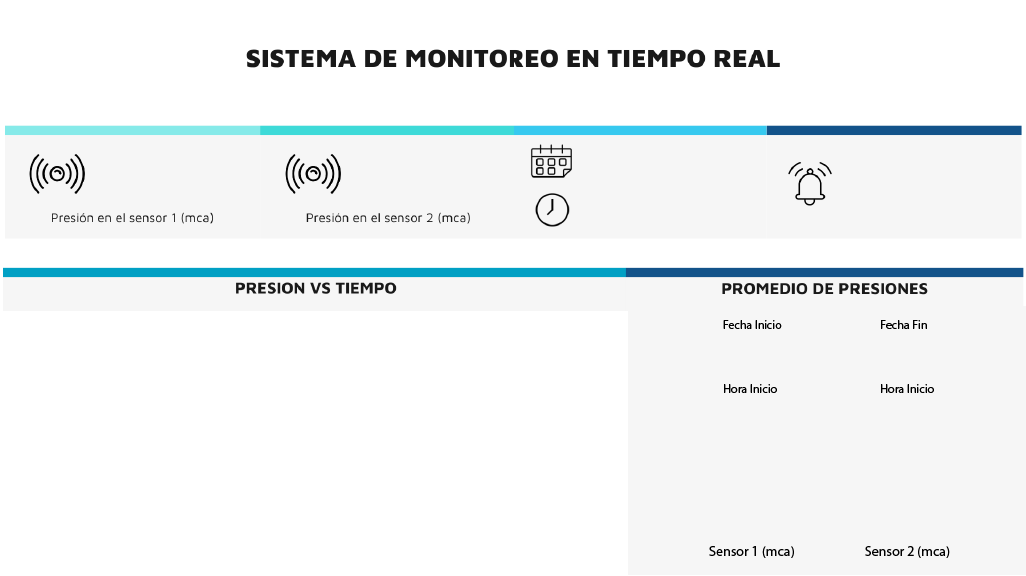 SISTEMA DE MONITOREO EN TIEMPO REAL
Presión en el sensor 1 (mca)
Presión en el sensor 2 (mca)
PRESION VS TIEMPO
PROMEDIO DE PRESIONES
Fecha Inicio
Fecha Fin
Hora Inicio
Hora Inicio
Sensor 1 (mca)
Sensor 2 (mca)